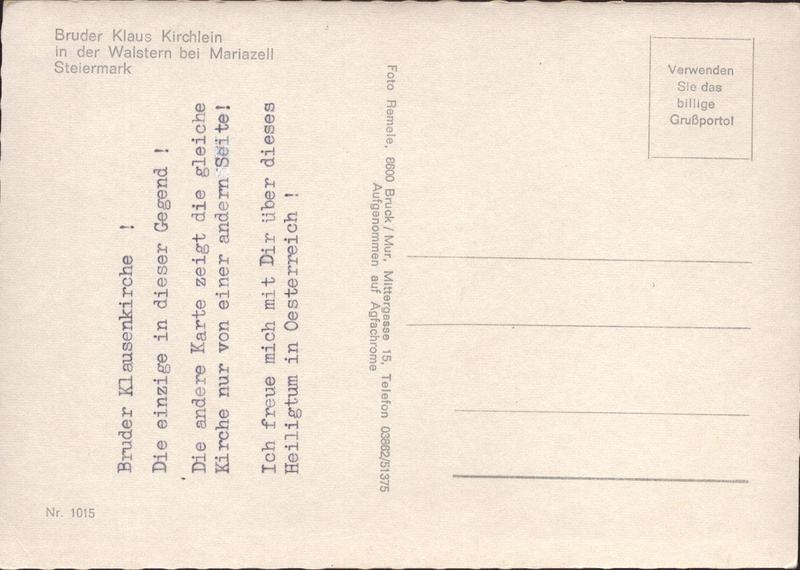 Bruder Klaus Kirchlein
in der Walstern bei Mariazell
Steiermark
Bruder Klausenkirche !
Die einzige in dieser Gegend !
Die andere Karte zeigt die gleiche
Kirche nur von einer andern Seite!
Ich freue mich mit Dir über dieses
Heiligtum in Oesterreich !
Nr. 1015
Foto Remele, 8600 Bruck / Mur, Mittergasse 15, Telefon 03862/51375
Aufgenommen auf Agfachrome
Verwenden
Sie das
billige
Grußporto!